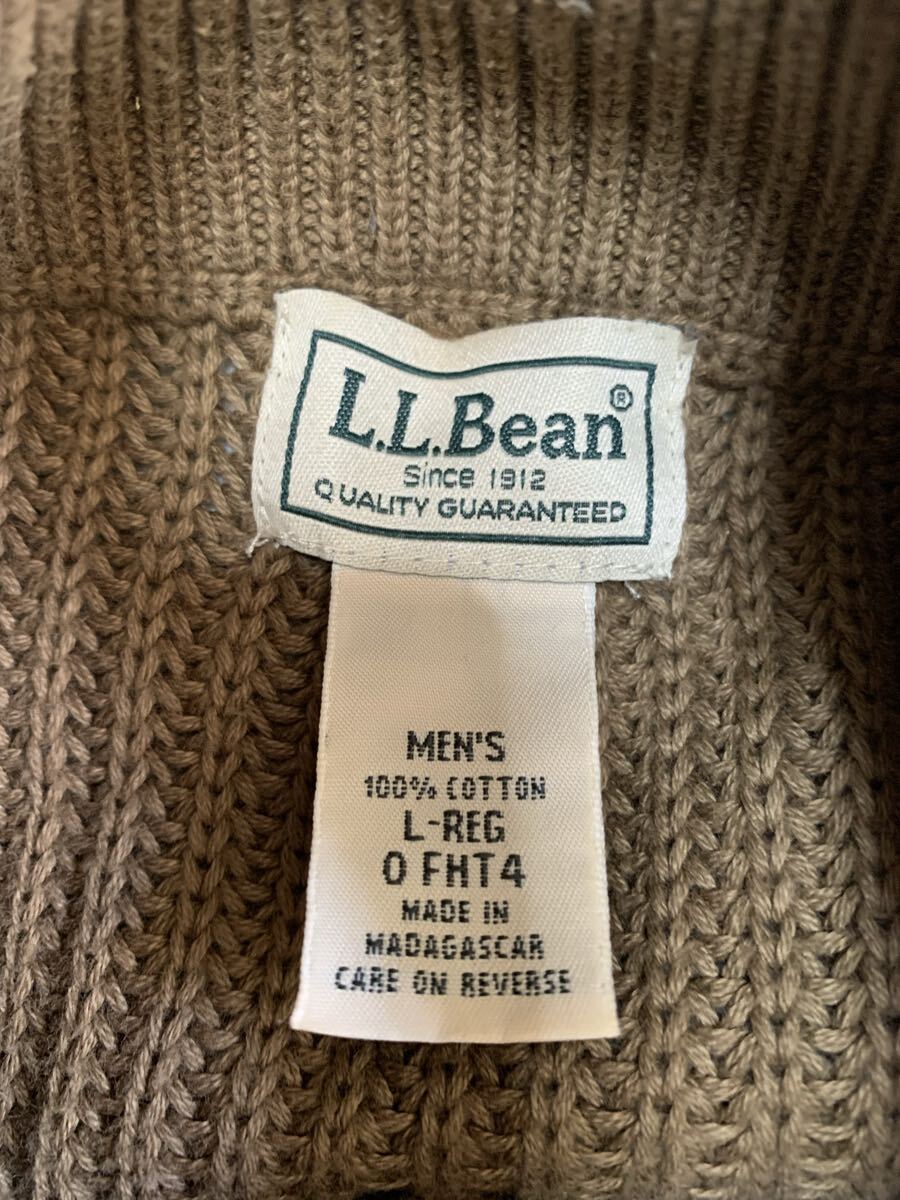 L.L.Bean®
Since 1912
QUALITY GUARANTEED
MEN'S
100% COTTON
L-REG
0 FHT4
MADE IN
MADAGASCAR
CARE ON REVERSE